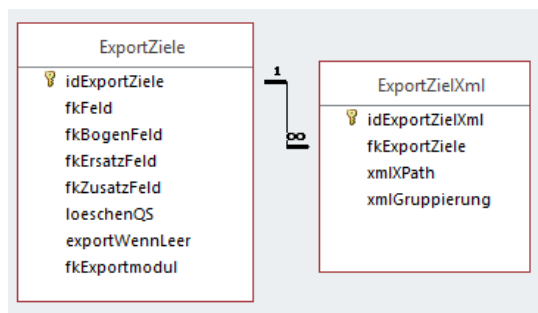 ExportZiele
idExportZiele
fkFeld
fkBogenFeld
fkErsatzFeld
fkZusatzFeld
loeschenQS
exportWennLeer
fkExportmodul
1
∞
ExportZielXml
idExportZielXml
fkExportZiele
xmlXPath
xmlGruppierung